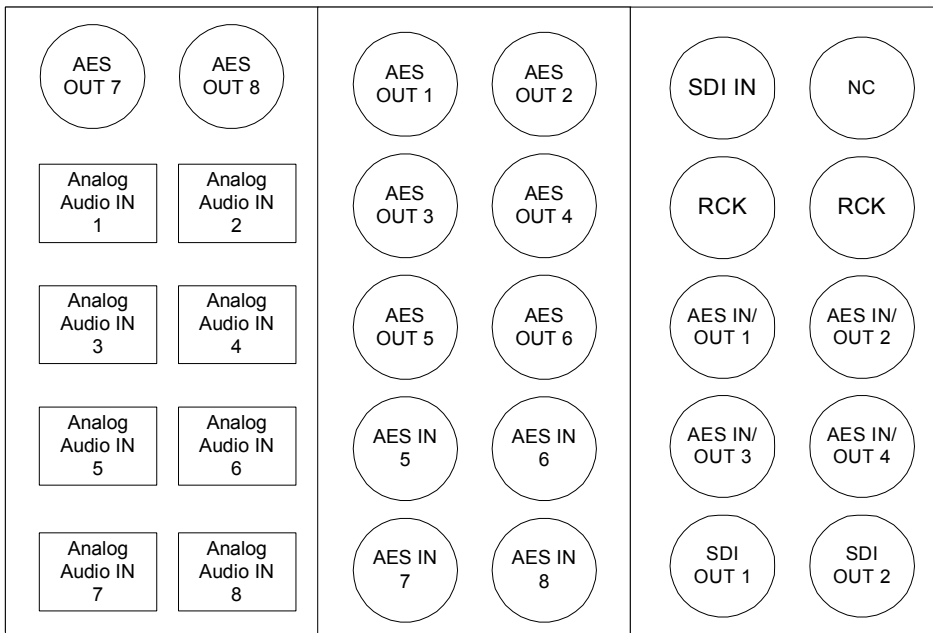 AES
OUT 7
AES
OUT 8
Analog
Audio IN
1
Analog
Audio IN
2
Analog
Audio IN
3
Analog
Audio IN
4
Analog
Audio IN
5
Analog
Audio IN
6
Analog
Audio IN
7
Analog
Audio IN
8
AES
OUT 1
AES
OUT 2
AES
OUT 3
AES
OUT 4
AES
OUT 5
AES
OUT 6
AES IN
5
AES IN
6
AES IN
7
AES IN
8
SDI IN
NC
RCK
RCK
AES IN/
OUT 1
AES IN/
OUT 2
AES IN/
OUT 3
AES IN/
OUT 4
SDI
OUT 1
SDI
OUT 2